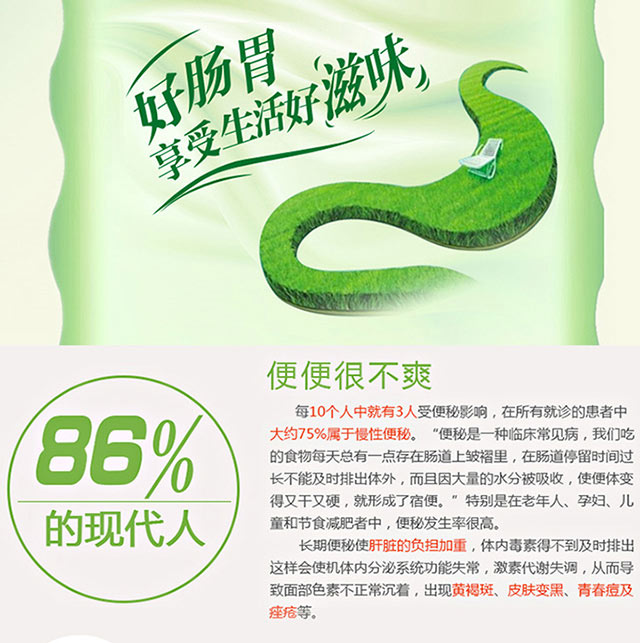 好肠胃
享受生活好滋味
86%
的现代人
便便很不爽
每10个人中就有3人受便秘影响，在所有就诊的患者中
大约75%属于慢性便秘。“便秘是一种临床常见病，我们吃
的食物每天总有一点存在肠道上皱褶里，在肠道停留时间过
长不能及时排出体外，而且因大量的水分被吸收，使便体变
得又干又硬，就形成了宿便。”特别是在老年人、孕妇、儿
童和节食减肥者中，便秘发生率很高。
长期便秘使肝脏的负担加重，体内毒素得不到及时排出
这样会使机体内分泌系统功能失常，激素代谢失调，从而导
致面部色素不正常沉着，出现黄褐斑、皮肤变黑、青春痘及
痤疮等。